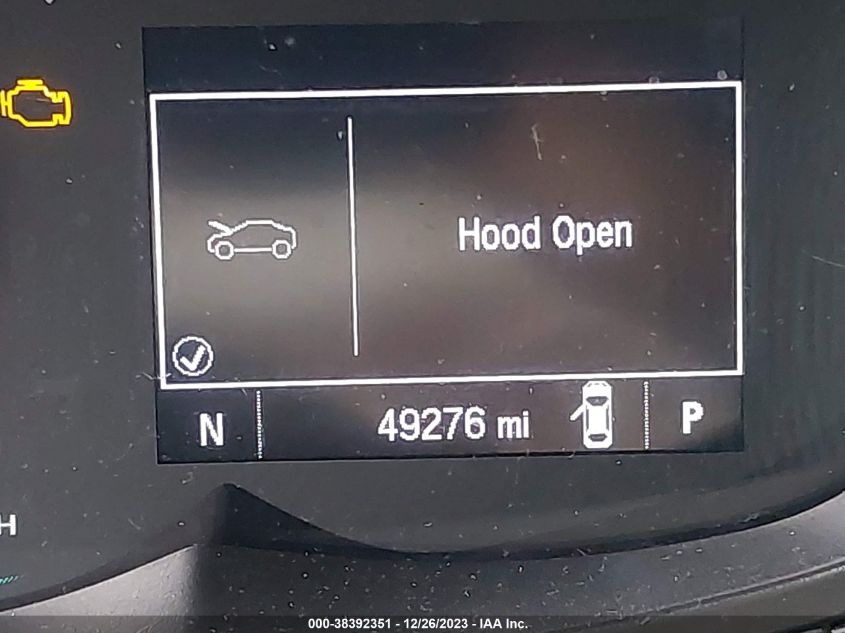 Hood Open
N 49276 mi P
H
000-38392351 - 12/26/2023 - IAA Inc.